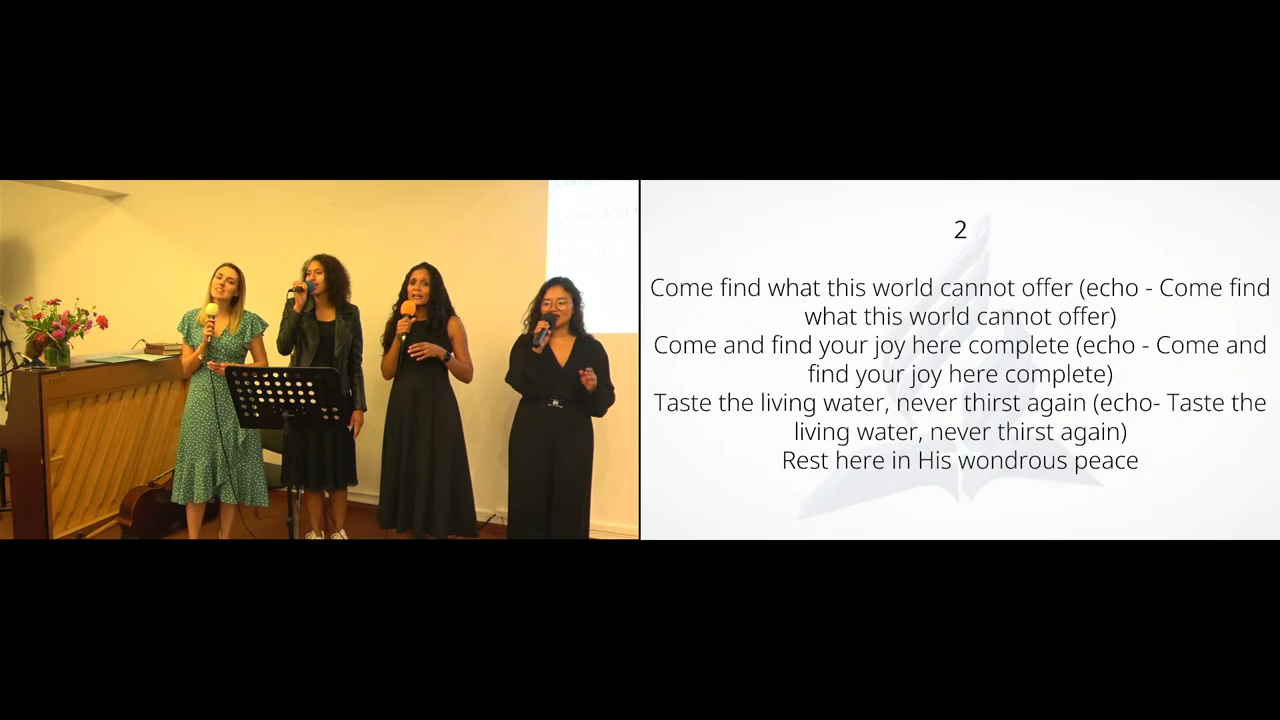 2
Come find what this world cannot offer (echo - Come find
what this world cannot offer)
Come and find your joy here complete (echo - Come and
find your joy here complete)
Taste the living water, never thirst again (echo- Taste the
living water, never thirst again)
Rest here in His wondrous peace